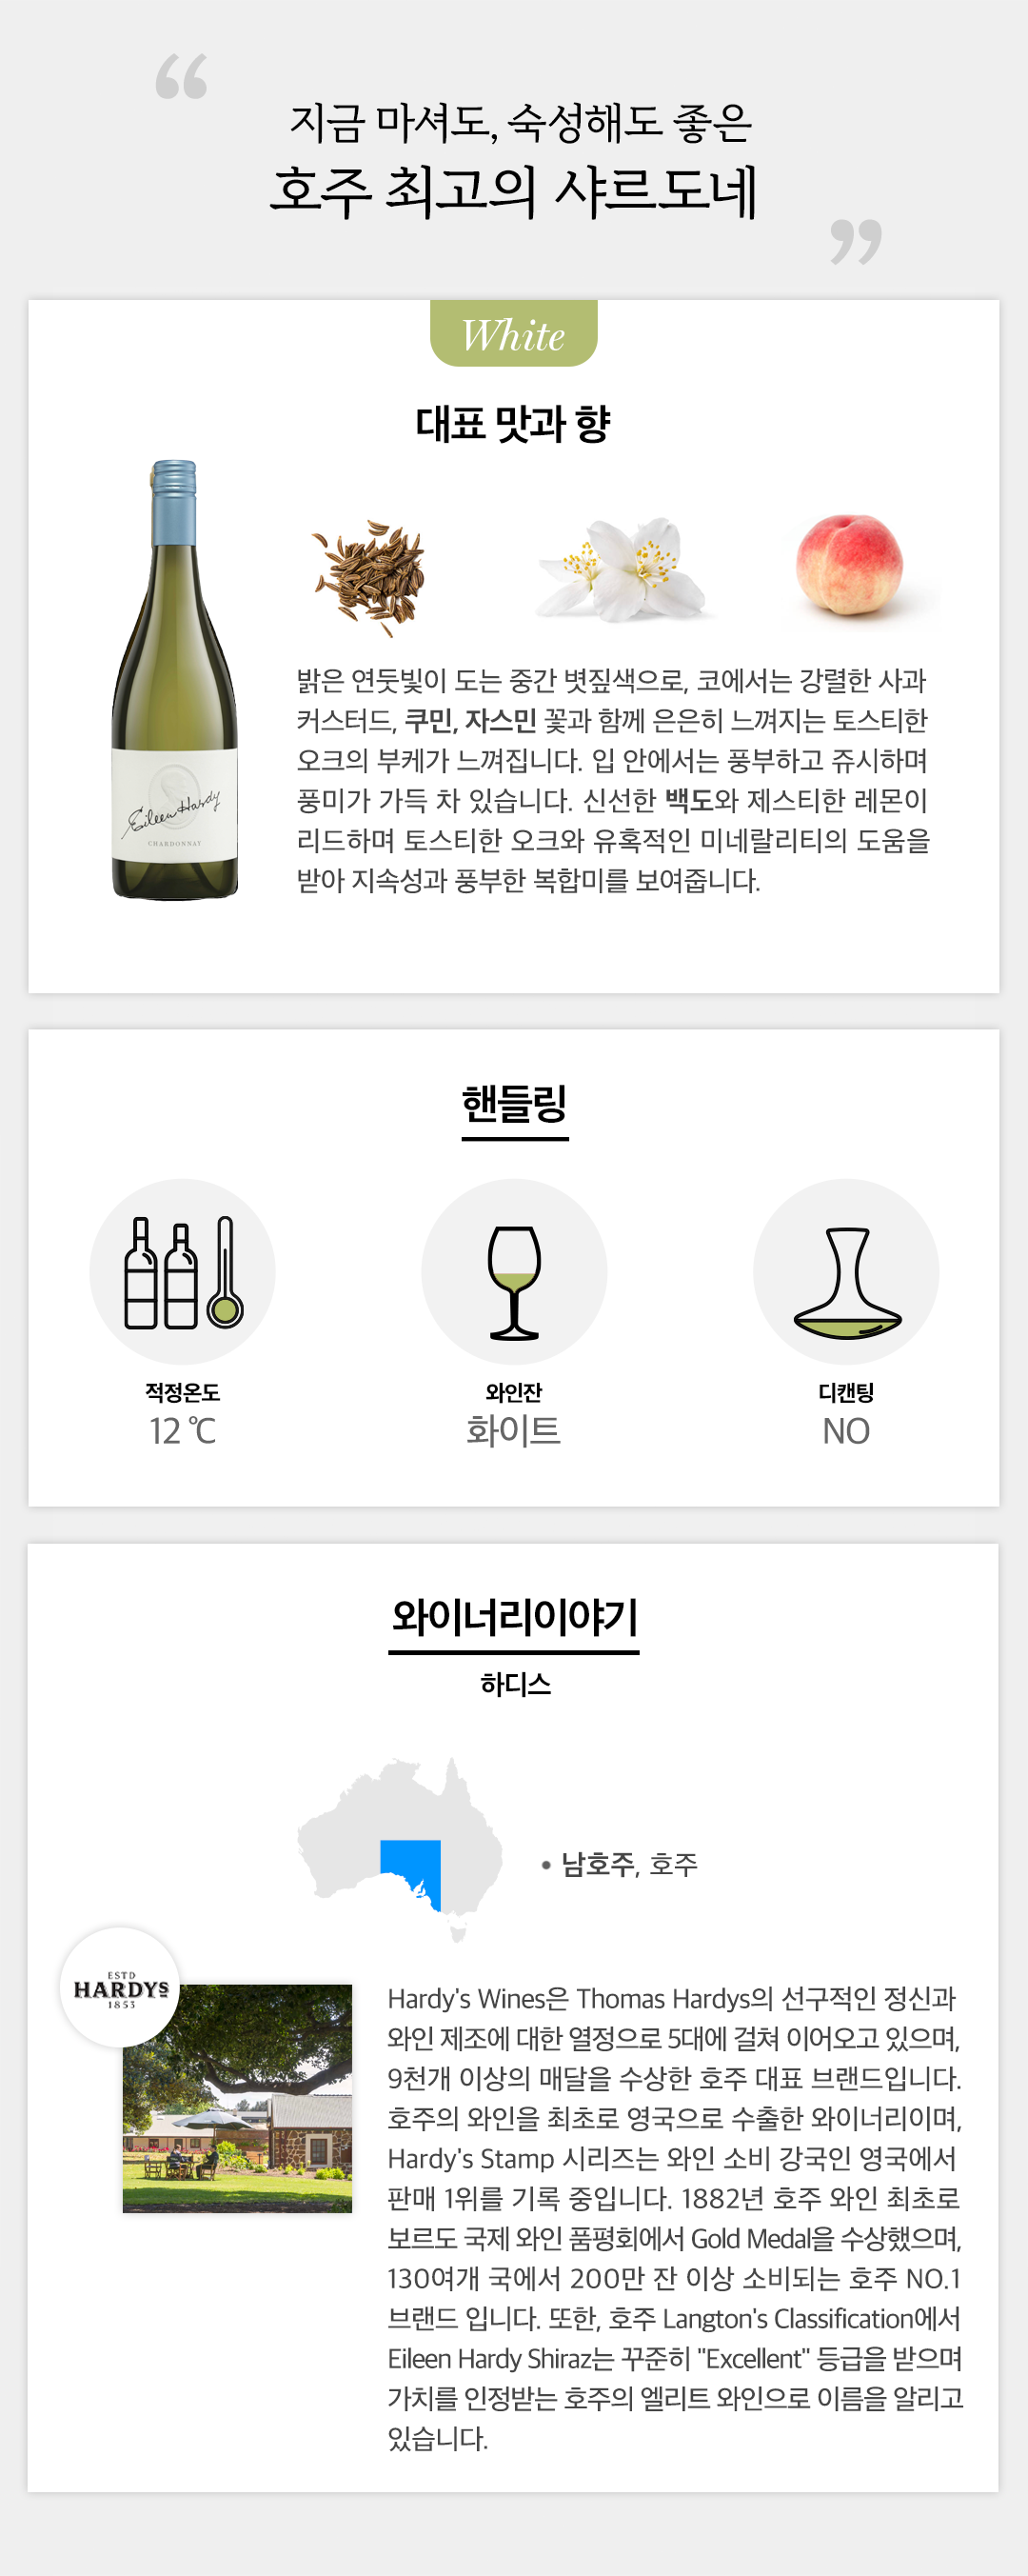 “
지금 마셔도, 숙성해도 좋은
호주 최고의 샤르도네
”
White
대표 맛과 향
Eileen Hardy
CHARDONNAY
밝은 연둣빛이 도는 중간 볏짚색으로, 코에서는 강렬한 사과
커스터드, 쿠민, 자스민 꽃과 함께 은은히 느껴지는 토스티한
오크의 부케가 느껴집니다. 입 안에서는 풍부하고 쥬시하며
풍미가 가득 차 있습니다. 신선한 백도와 제스티한 레몬이
리드하며 토스티한 오크와 유혹적인 미네랄리티의 도움을
받아 지속성과 풍부한 복합미를 보여줍니다.
핸들링
적정온도
12 ℃
와인잔
화이트
디캔팅
NO
와이너리이야기
하디스
• 남호주, 호주
ESTD
HARDYS
1853
Hardy's Wines은 Thomas Hardys의 선구적인 정신과
와인 제조에 대한 열정으로 5대에 걸쳐 이어오고 있으며,
9천개 이상의 매달을 수상한 호주 대표 브랜드입니다.
호주의 와인을 최초로 영국으로 수출한 와이너리이며,
Hardy's Stamp 시리즈는 와인 소비 강국인 영국에서
판매 1위를 기록 중입니다. 1882년 호주 와인 최초로
보르도 국제 와인 품평회에서 Gold Medal을 수상했으며,
130여개 국에서 200만 잔 이상 소비되는 호주 NO.1
브랜드 입니다. 또한, 호주 Langton's Classification에서
Eileen Hardy Shiraz는 꾸준히 "Excellent" 등급을 받으며
가치를 인정받는 호주의 엘리트 와인으로 이름을 알리고
있습니다.